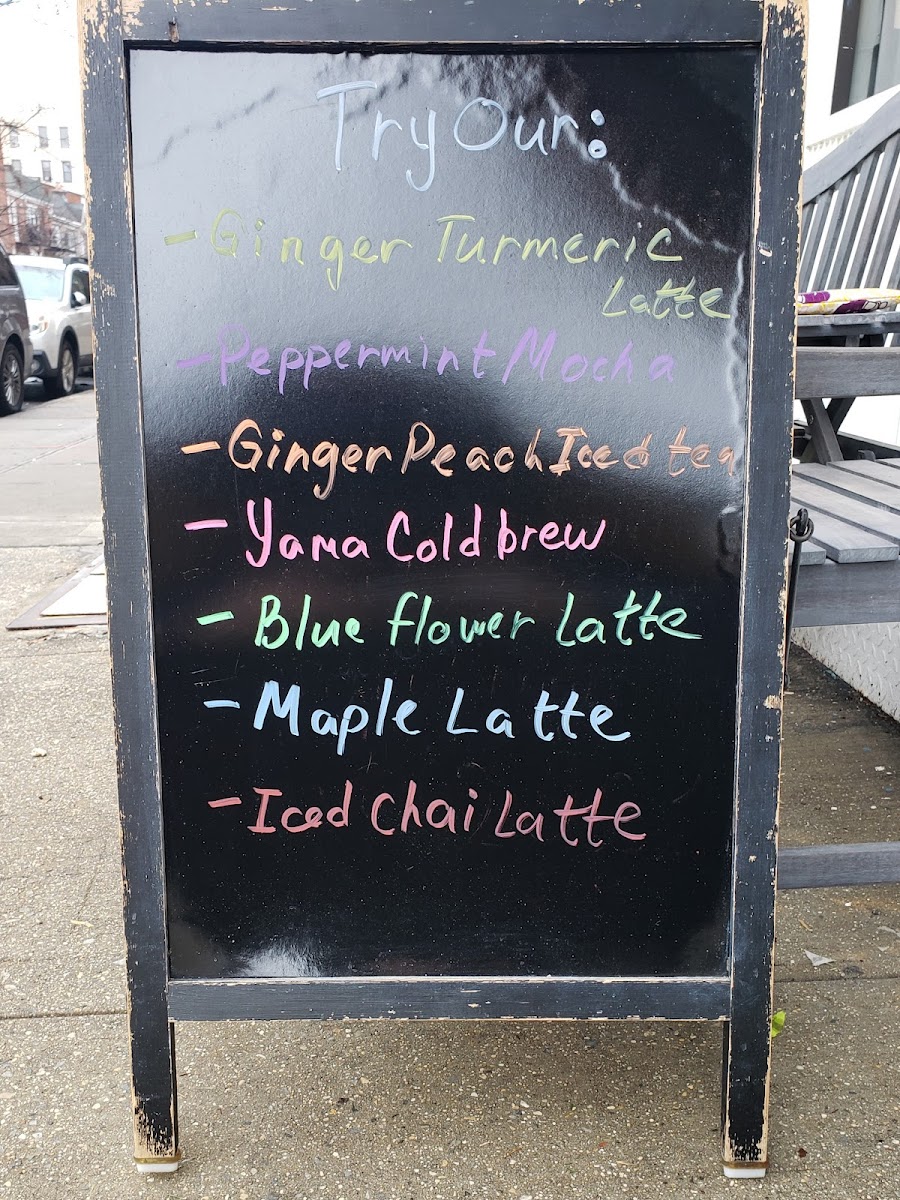 Try Our:
- Ginger Turmeric
Latte
- Peppermint Mocha
- Ginger Peach Iced tea
- Yama Cold brew
- Blue flower Latte
- Maple Latte
- Iced Chai Latte